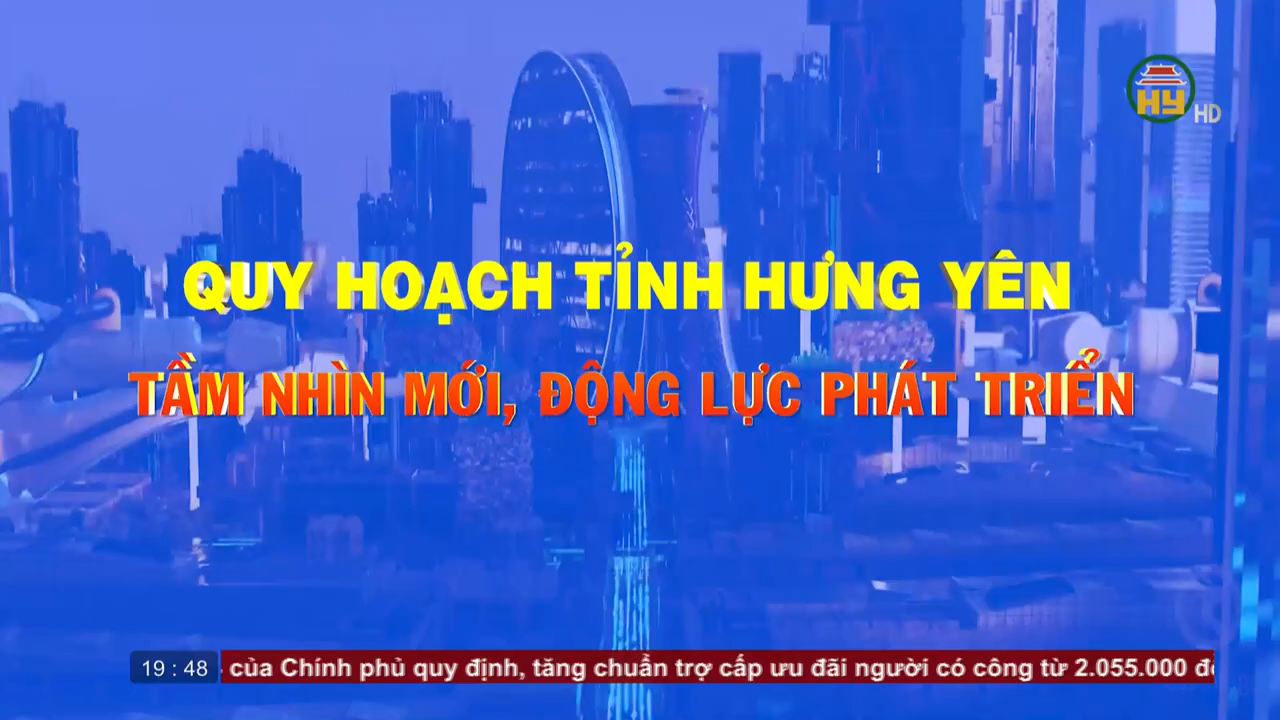 HY HD
QUY HOẠCH TỈNH HƯNG YÊN
TẦM NHÌN MỚI, ĐỘNG LỰC PHÁT TRIỂN
19 : 48 của Chính phủ quy định, tăng chuẩn trợ cấp ưu đãi người có công từ 2.055.000